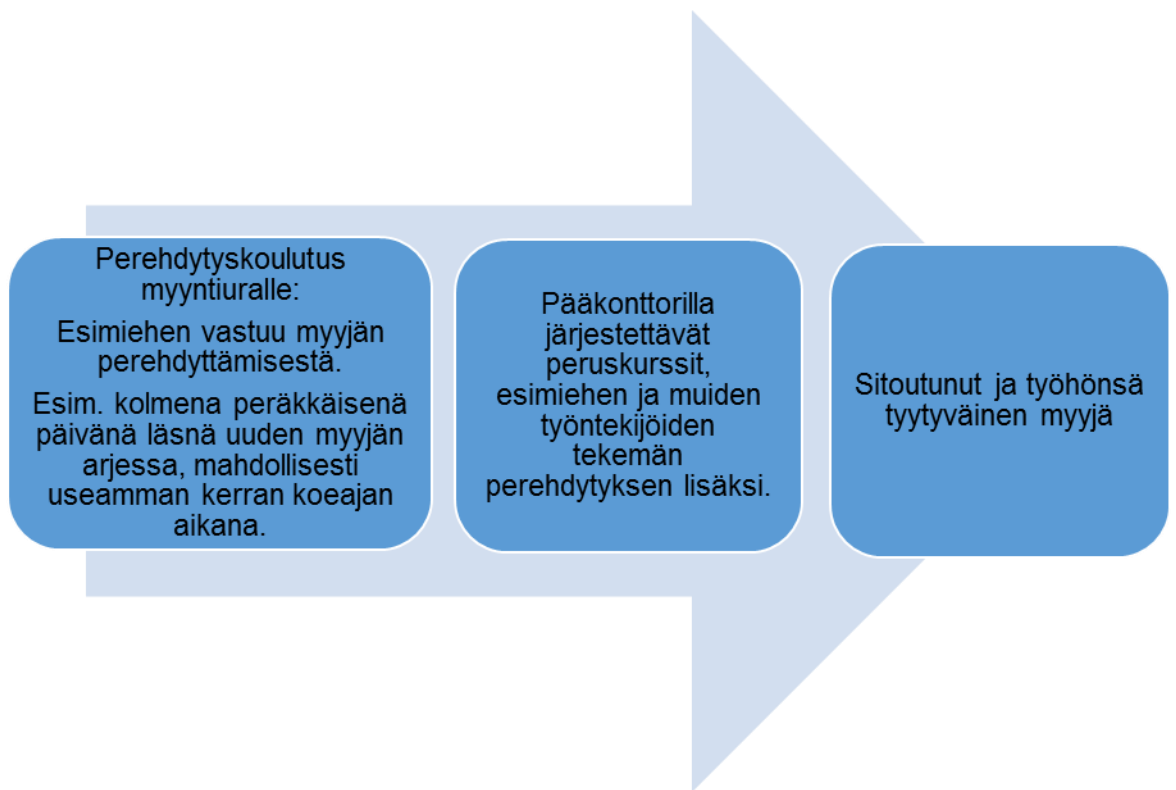 Perehdytyskoulutus
myyntiuralle:
Esimiehen vastuu myyjän
perehdyttämisestä.
Esim. kolmena peräkkäisenä
päivänä läsnä uuden myyjän
arjessa, mahdollisesti
useamman kerran koeajan
aikana.
Pääkonttorilla
järjestettävät
peruskurssit,
esimiehen ja muiden
työntekijöiden
tekemän
perehdytyksen lisäksi.
Sitoutunut ja työhönsä
tyytyväinen myyjä